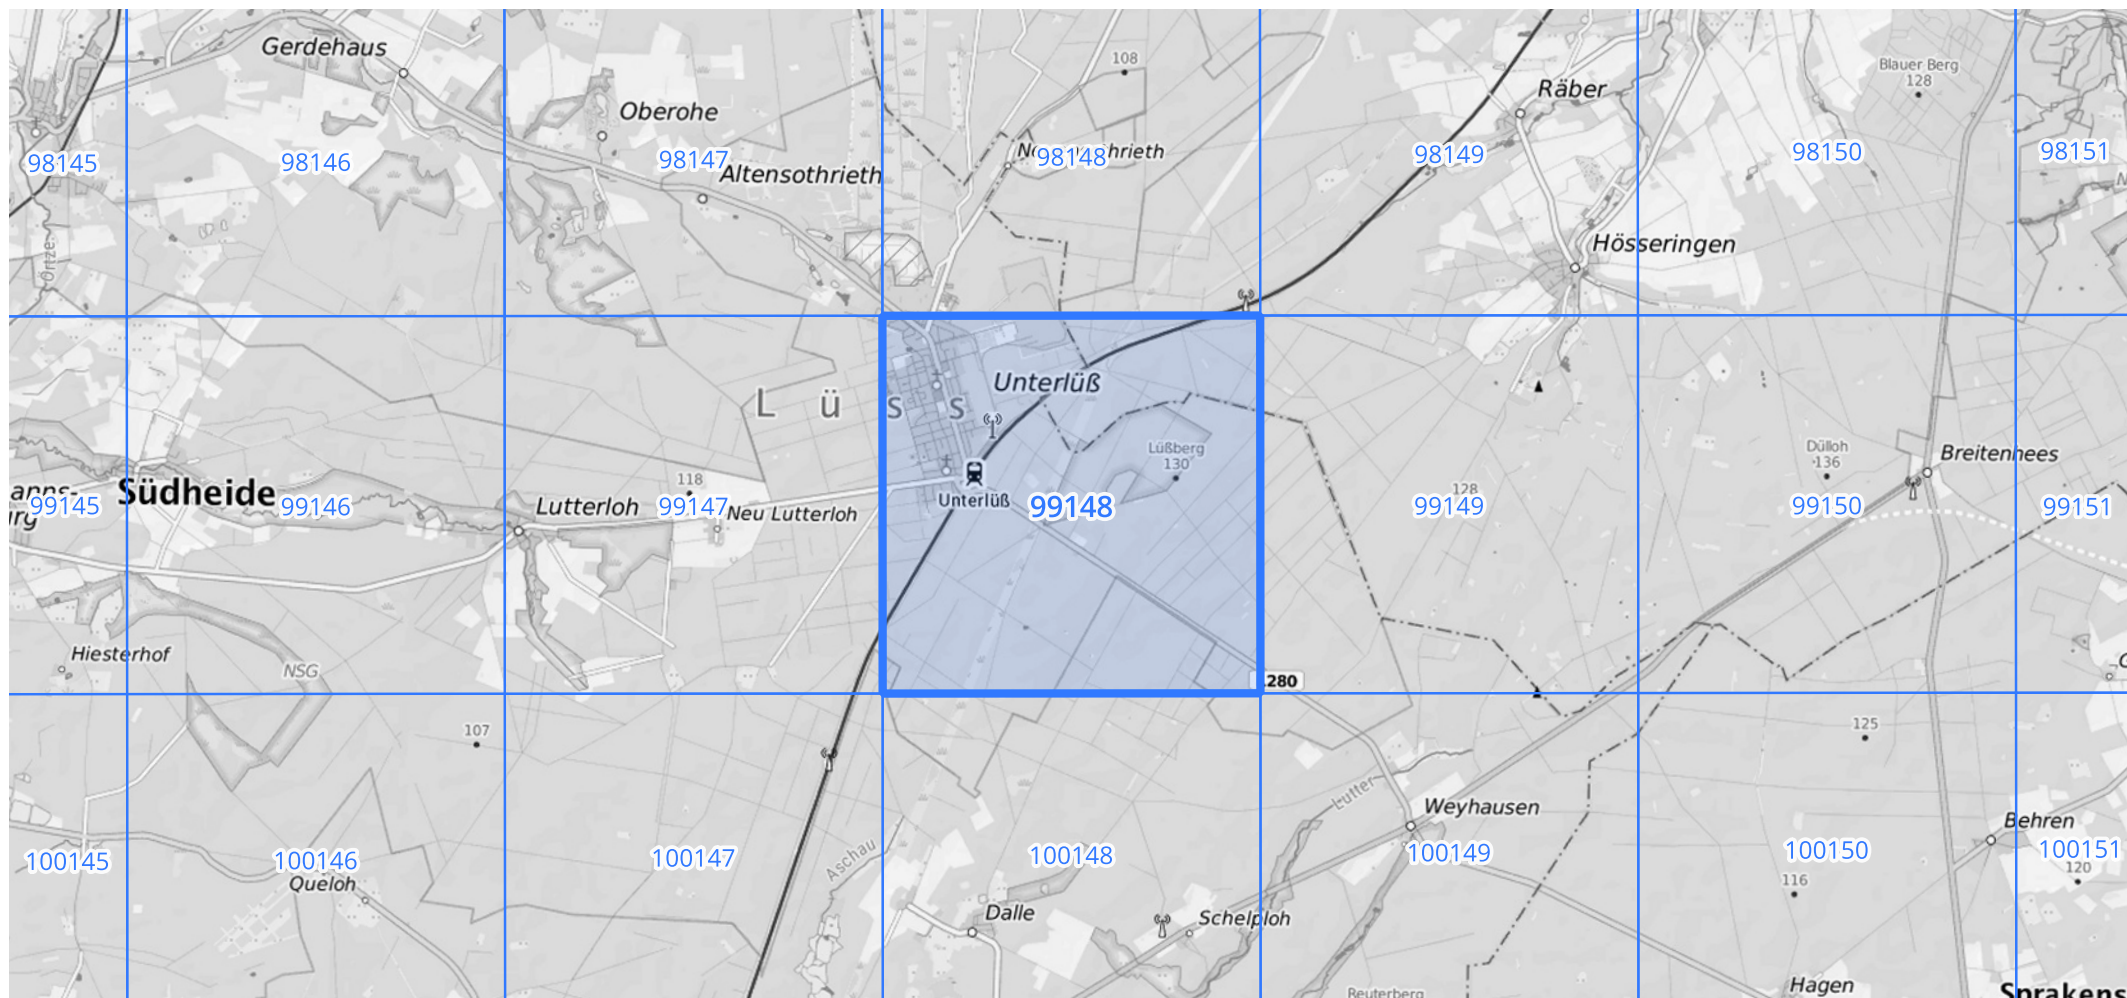 Gerdehaus
Oberohe
108
Räber
Blauer Berg
128
98145
98146
98147
98148
98149
98150
98151
Altensothrieth
Örtze
Hösseringen
Unterlüß
L ü s s
Lüßberg
130
Unterlüß
Südheide
99145
99146
Lutterloh
118
99147
Neu Lutterloh
99148
128
99149
Dülloh
136
99150
Breitenhees
99151
Hiesterhof
NSG
280
107
125
Lutter
Weyhausen
Behren
100145
100146
100147
100148
100149
100150
100151
Queloh
Aschau
116
120
Dalle
Schelploh
Reuterberg
Hagen
Sprakens